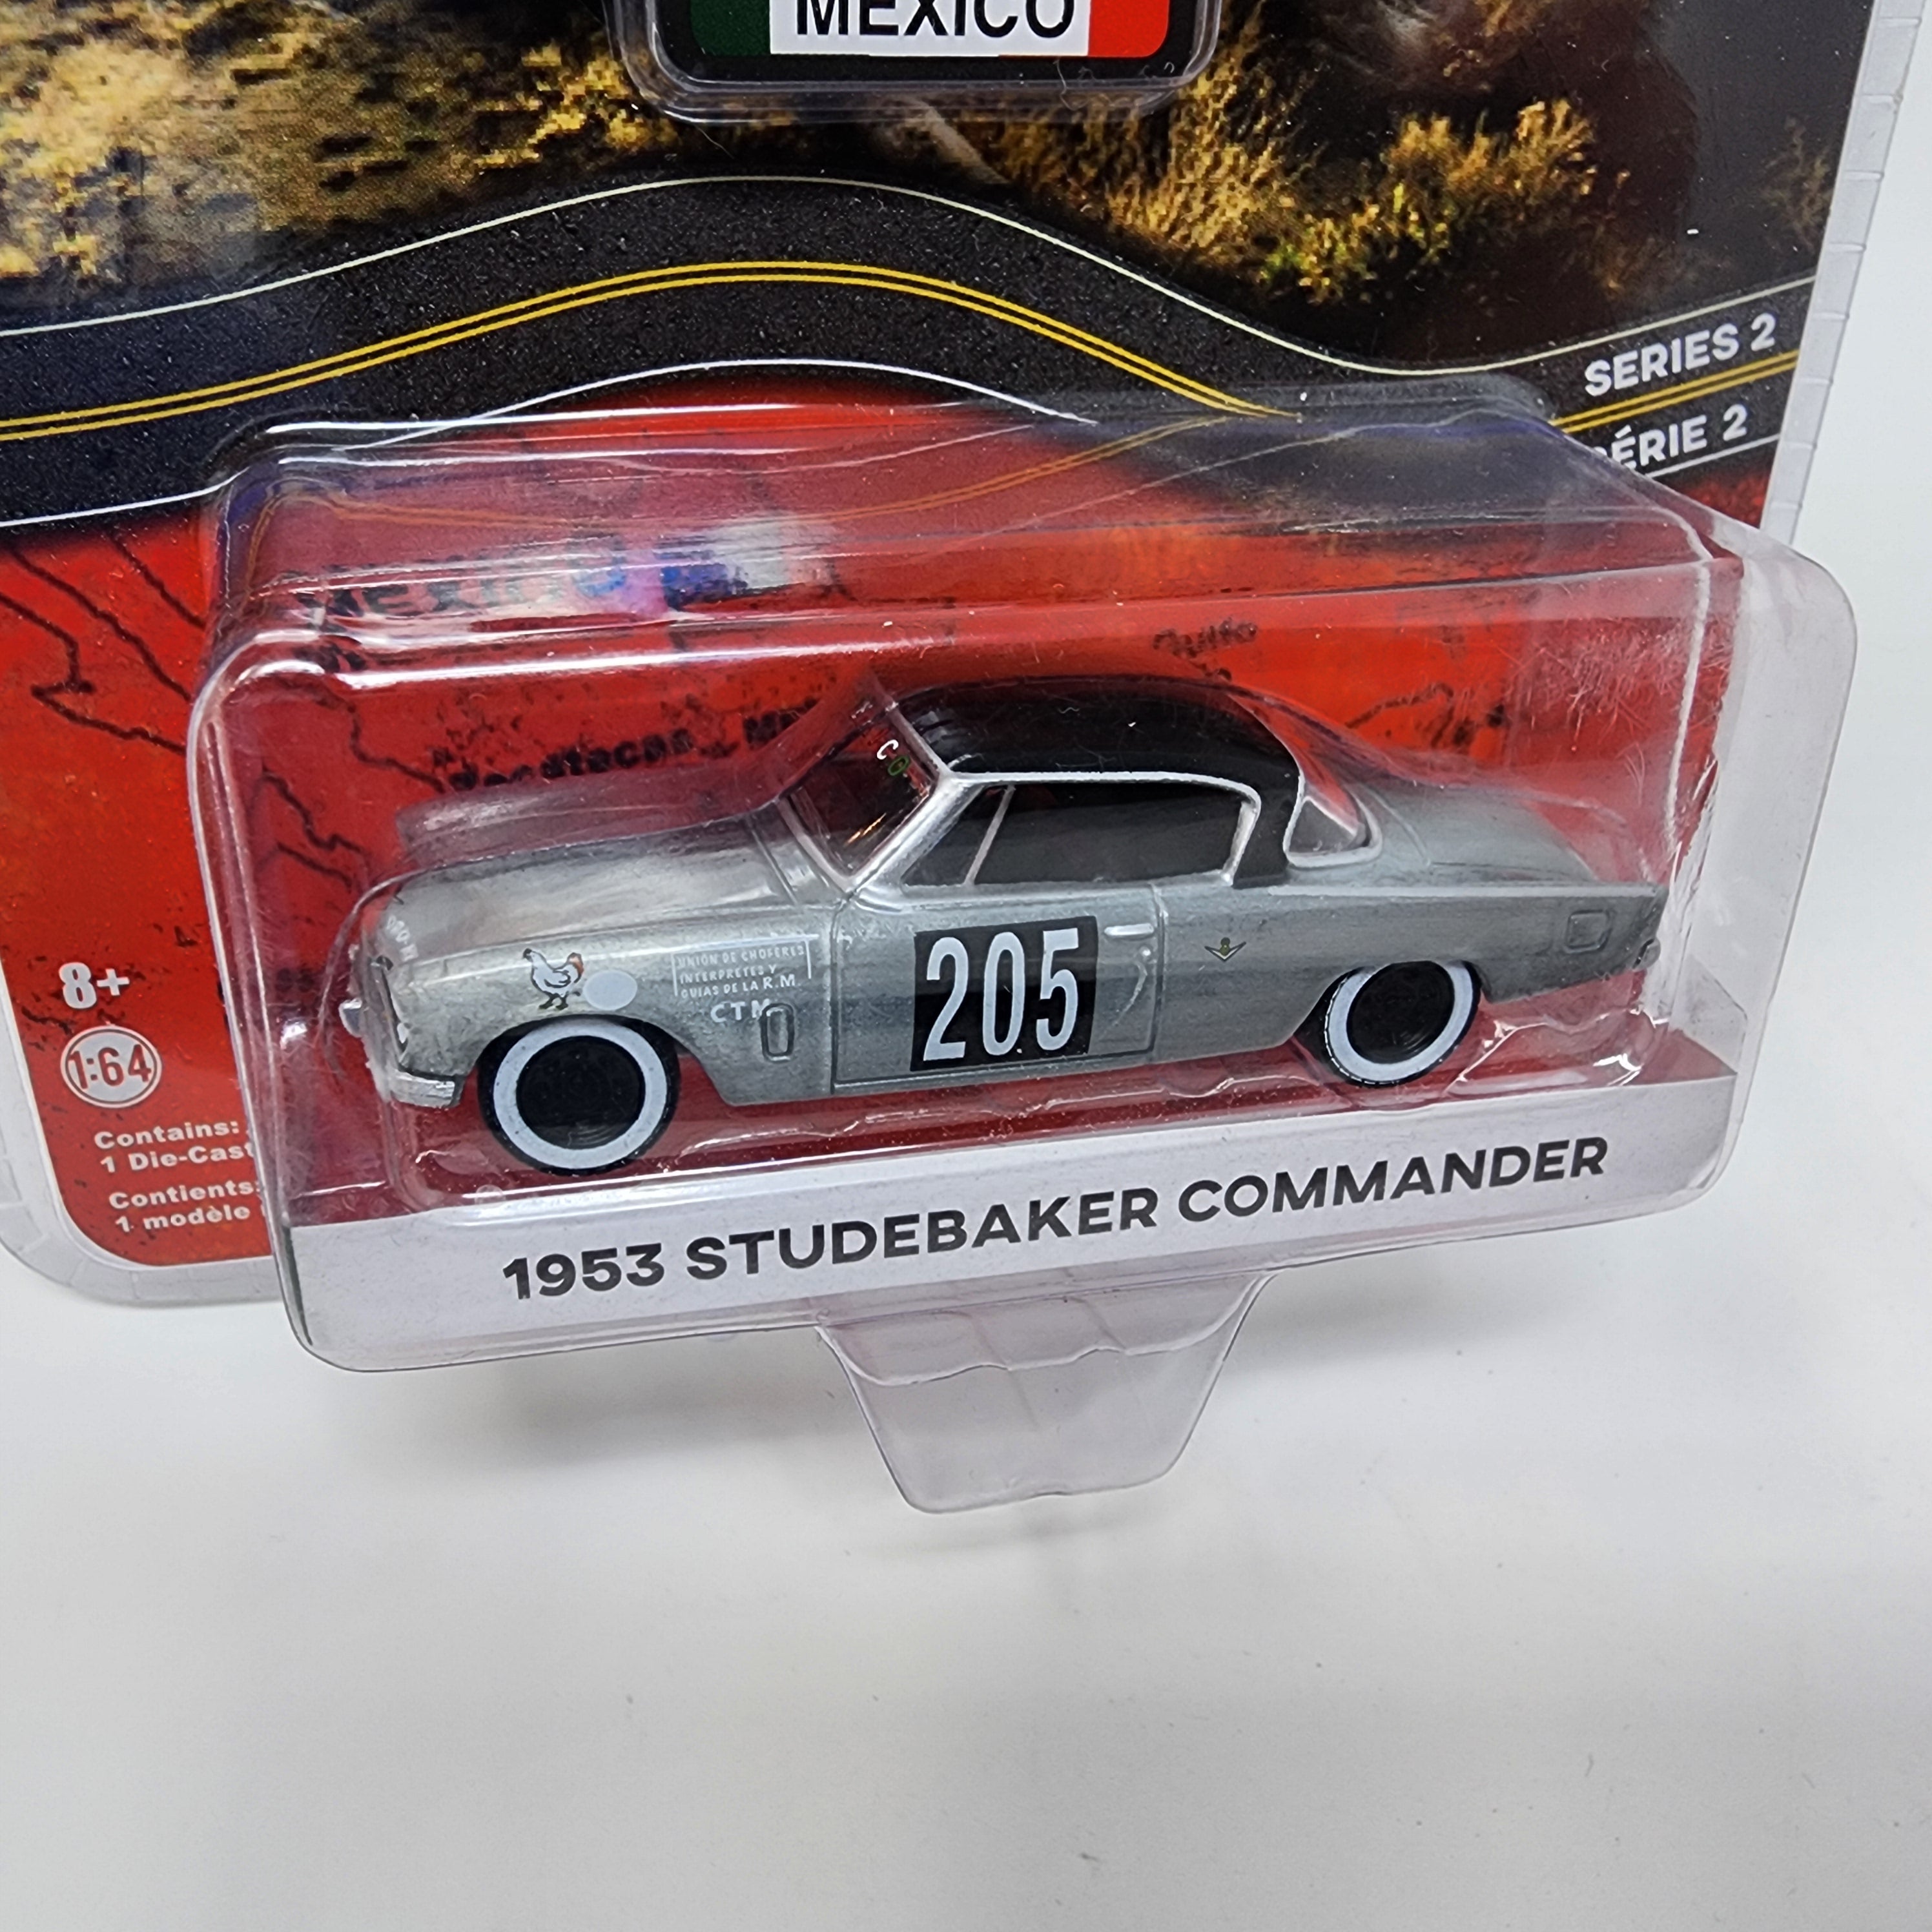 MEXICO
SERIES 2
SÉRIE 2
UNIÓN DE CHOFERES
INTERPRETES Y
GUIAS DE LA R.M.
CTM
205
8+
1:64
Contains:
1 Die-Cast
Contients:
1 modèle
1953 STUDEBAKER COMMANDER